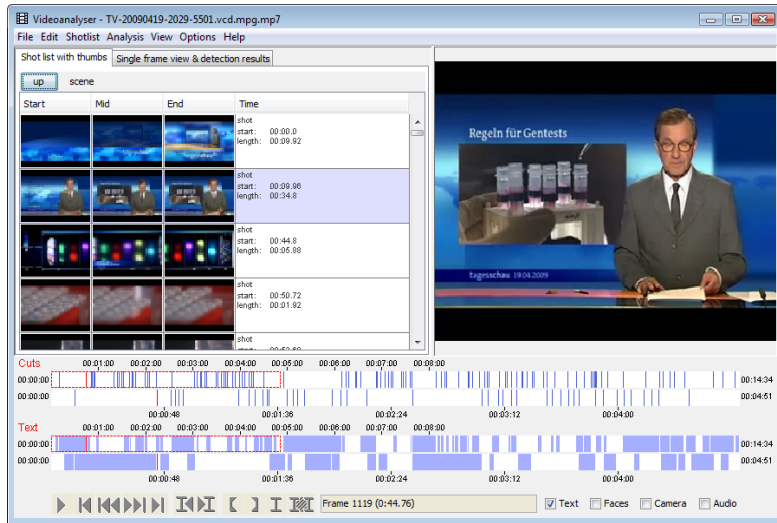 Videoanalyser - TV-20090419-2029-5501.vcd.mpg.mp7
File Edit Shotlist Analysis View Options Help
Shot list with thumbs Single frame view & detection results
up scene
Start Mid End Time
shot
start: 00:00.0
length: 00:09.92
shot
start: 00:09.96
length: 00:34.8
shot
start: 00:44.8
length: 00:05.88
shot
start: 00:50.72
length: 00:01.92
shot
Regeln für Gentests
tagesschau 19.04.2009
Cuts 00:01:00 00:02:00 00:03:00 00:04:00 00:05:00 00:06:00 00:07:00 00:08:00
00:00:00 00:14:34
00:00:00 00:04:51
00:00:48 00:01:36 00:02:24 00:03:12 00:04:00
Text 00:01:00 00:02:00 00:03:00 00:04:00 00:05:00 00:06:00 00:07:00 00:08:00
00:00:00 00:14:34
00:00:00 00:04:51
00:00:48 00:01:36 00:02:24 00:03:12 00:04:00
Frame 1119 (0:44.76) Text Faces Camera Audio